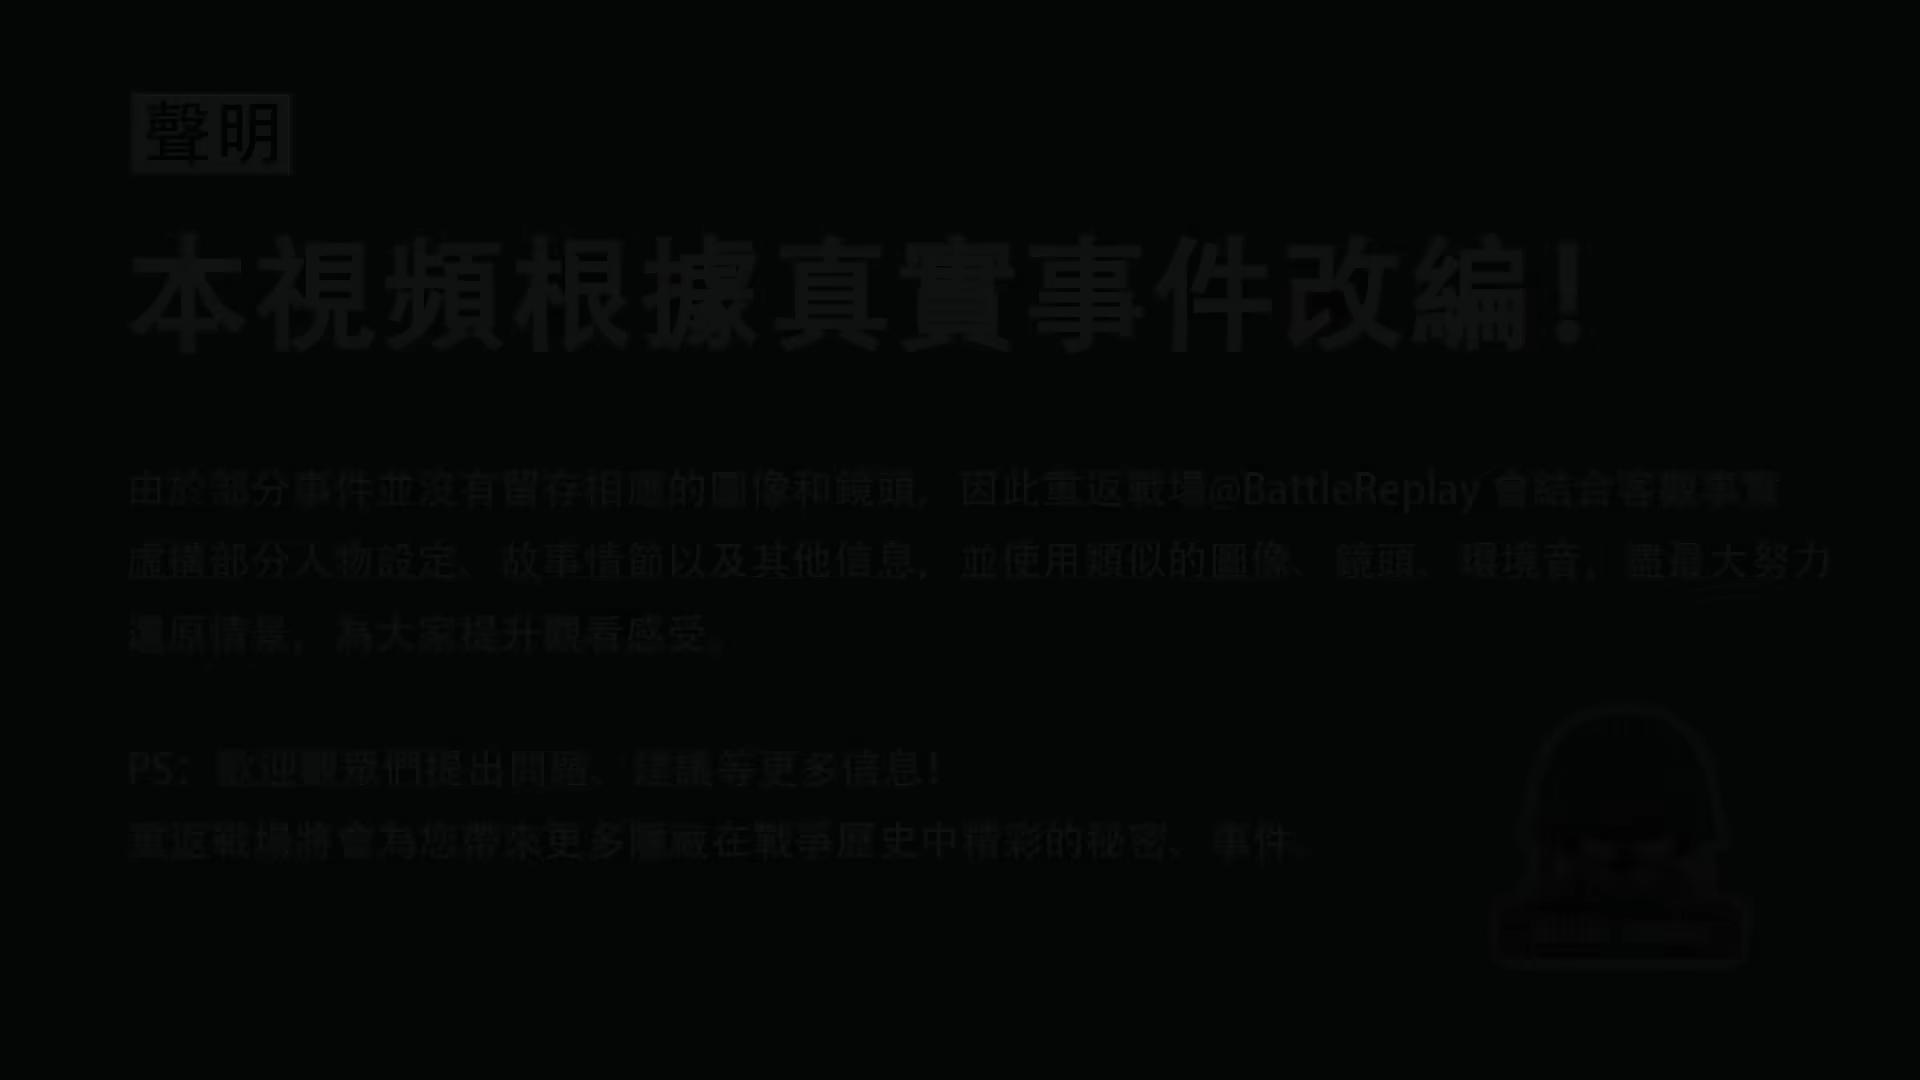 聲明
本視頻根據真實事件改編！
由於部分事件並沒有留存相應的圖像和鏡頭，因此重返戰場@BattleReplay 會結合客觀事實
虛構部分人物設定、故事情節以及其他信息，並使用類似的圖像、鏡頭、環境音，盡最大努力
還原情景，為大家提升觀看感受。
PS：歡迎觀眾們提出問題、建議等更多信息！
重返戰場將會為您帶來更多隱藏在戰爭歷史中精彩的秘密、事件。